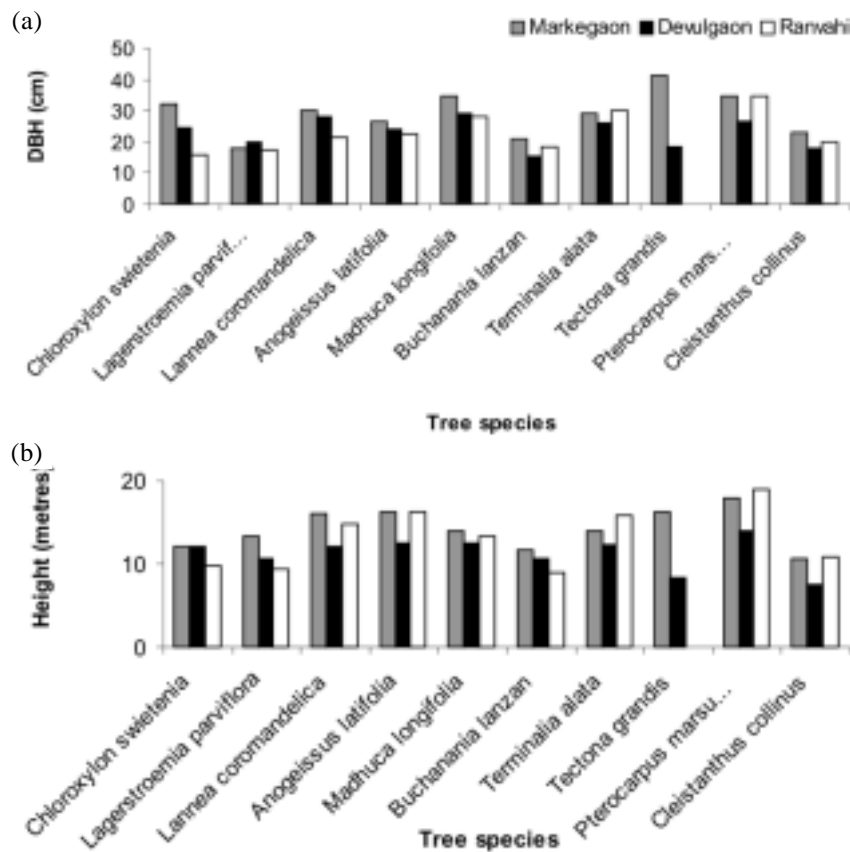 (a)
Markegaon Devulgaon Ranvahi
DBH (cm)
50
40
30
20
10
0
Chloroxylon swietenia
Lagerstroemia parvif...
Lannea coromandelica
Anogeissus latifolia
Madhuca longifolia
Buchanania lanzan
Terminalia alata
Tectona grandis
Pterocarpus mars...
Cleistanthus collinus
Tree species
(b)
Height (metres)
20
10
0
Chloroxylon swietenia
Lagerstroemia parviflora
Lannea coromandelica
Anogeissus latifolia
Madhuca longifolia
Buchanania lanzan
Terminalia alata
Tectona grandis
Pterocarpus marsu...
Cleistanthus collinus
Tree species